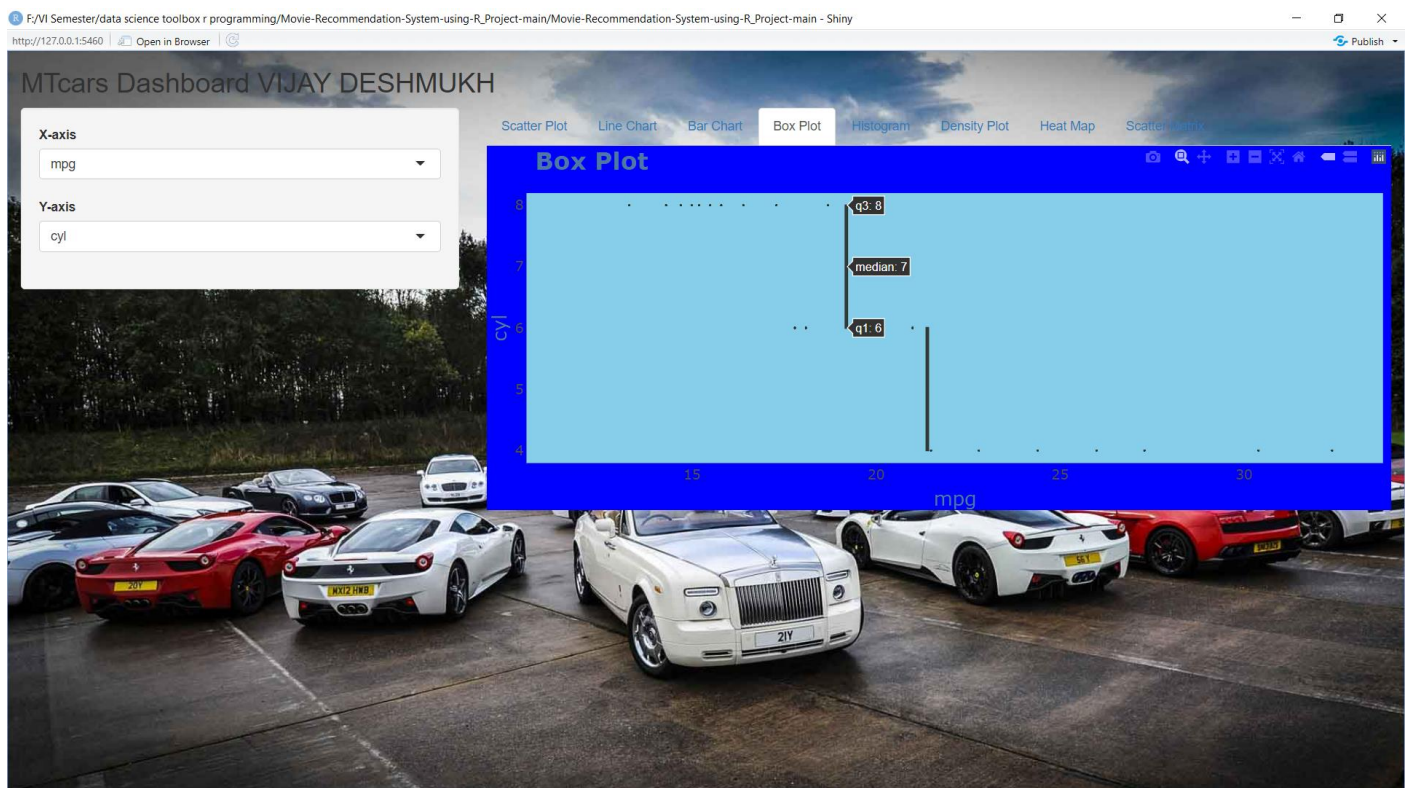 F:/VI Semester/data science toolbox r programming/Movie-Recommendation-System-using-R_Project-main/Movie-Recommendation-System-using-R_Project-main - Shiny
http://127.0.0.1:5460 Open in Browser Publish
MTcars Dashboard VIJAY DESHMUKH
X-axis
mpg
Y-axis
cyl
Scatter Plot Line Chart Bar Chart Box Plot Histogram Density Plot Heat Map Scatter Matrix
Box Plot
8
7
6
5
4
q3: 8
median: 7
q1: 6
cyl
15 20 25 30
mpg
20Y
MX12 HWB
21Y